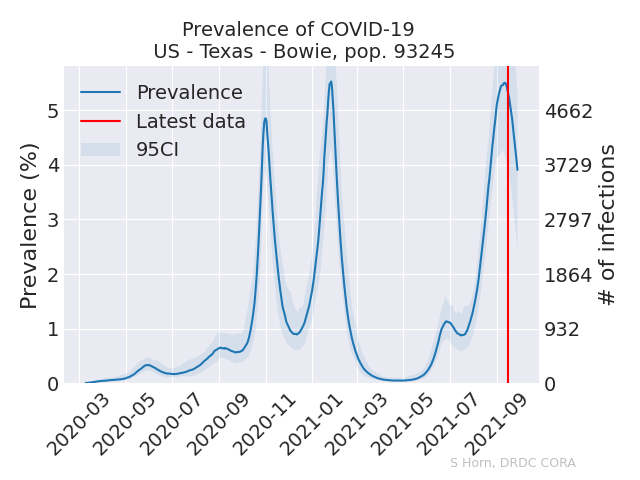 Prevalence of COVID-19
US - Texas - Bowie, pop. 93245
Prevalence
Latest data
95CI
Prevalence (%)
5
4
3
2
1
0
4662
3729
2797
1864
932
0
# of infections
2020-03
2020-05
2020-07
2020-09
2020-11
2021-01
2021-03
2021-05
2021-07
2021-09
S Horn, DRDC CORA